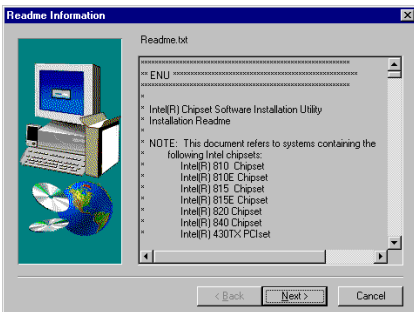 Readme Information
Readme.txt
************************************************************
** ENU ******************************************************
************************************************************
*
* Intel(R) Chipset Software Installation Utility
* Installation Readme
*
* NOTE: This document refers to systems containing the
* following Intel chipsets:
* Intel(R) 810 Chipset
* Intel(R) 810E Chipset
* Intel(R) 815 Chipset
* Intel(R) 815E Chipset
* Intel(R) 820 Chipset
* Intel(R) 840 Chipset
* Intel(R) 430TX PCIset
< Back Next > Cancel